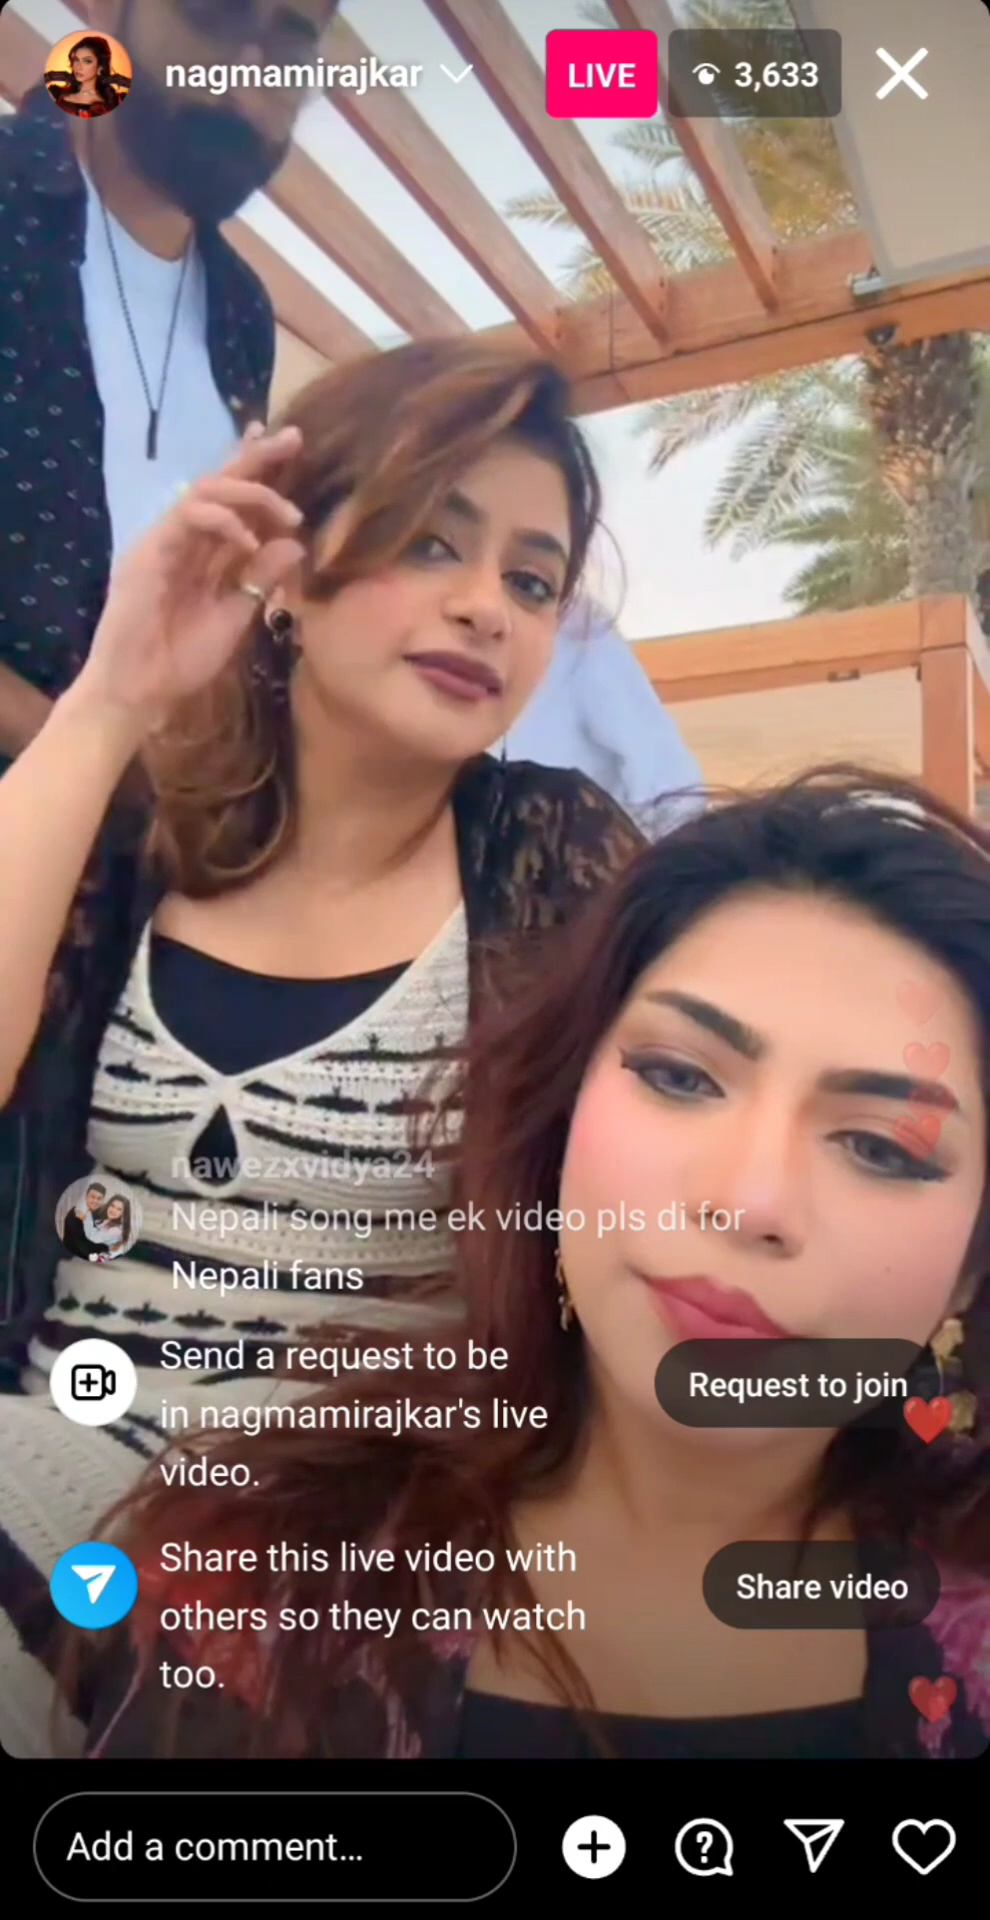 nagmamirajkar
LIVE
3,633
nawezxvidya24
Nepali song me ek video pls di for
Nepali fans
Send a request to be
in nagmamirajkar's live
video.
Request to join
Share this live video with
others so they can watch
too.
Share video
Add a comment...